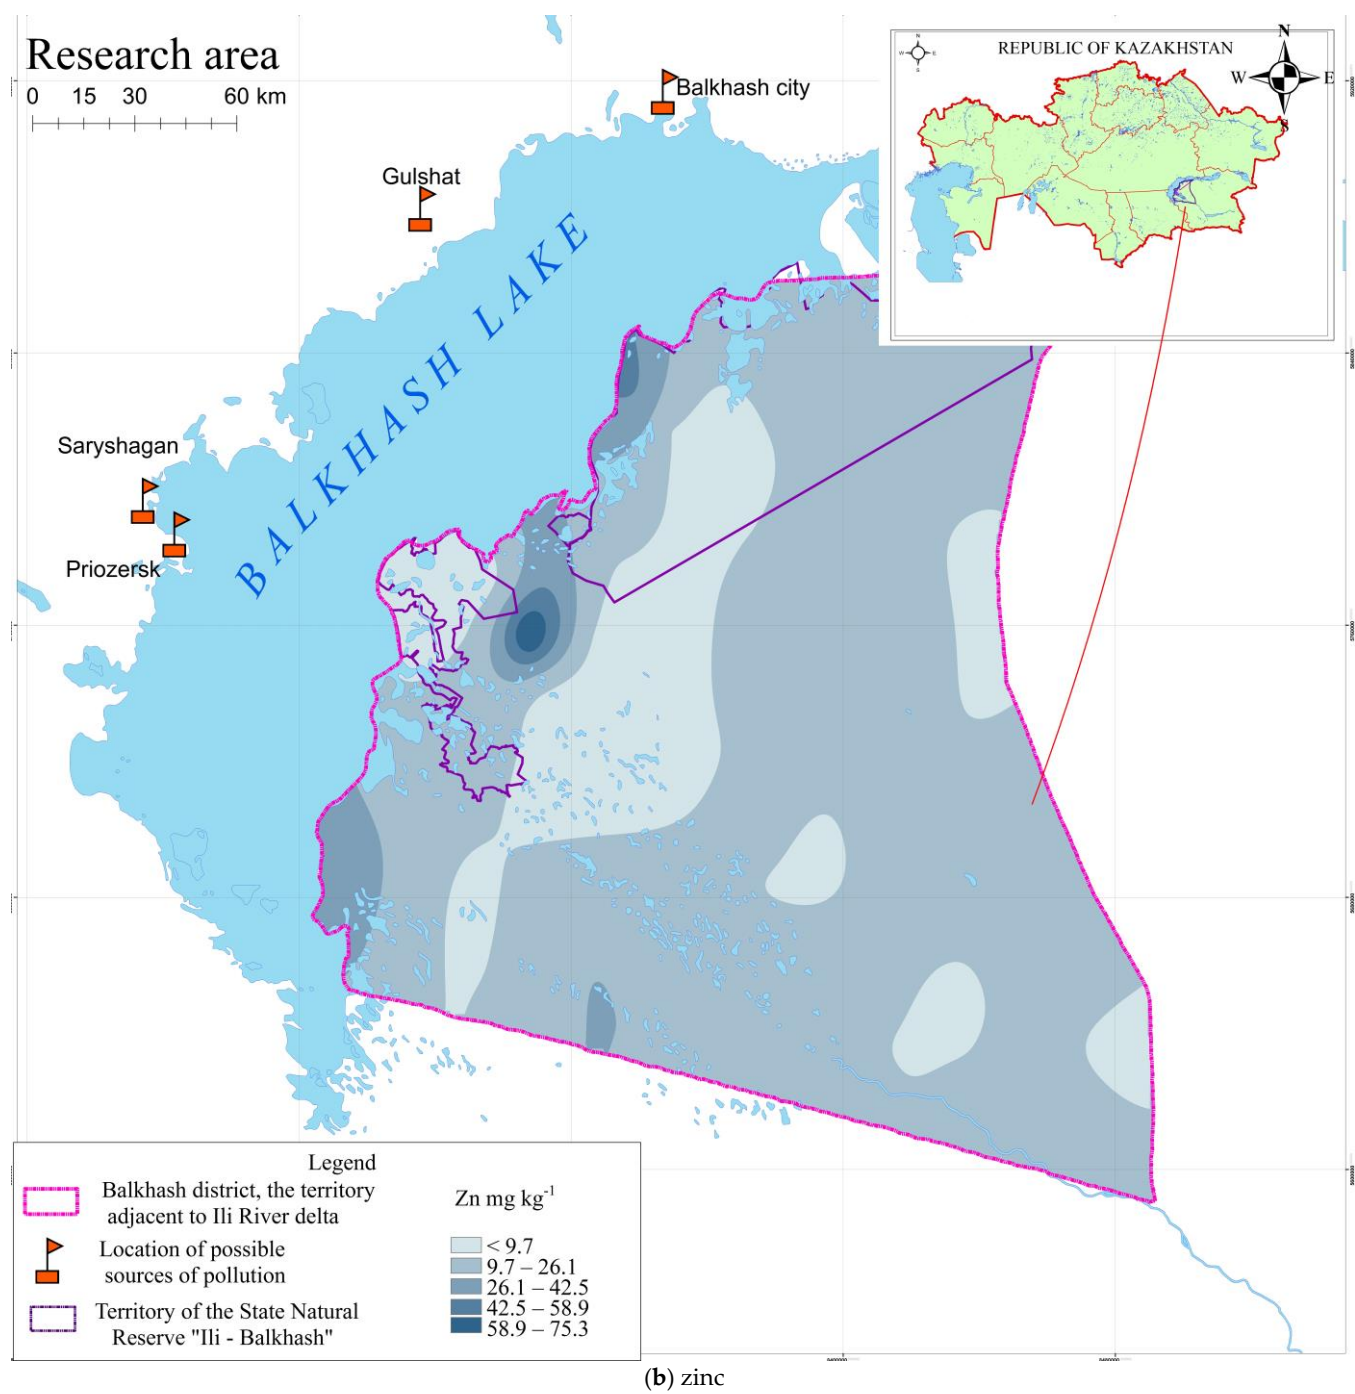 Research area
0 15 30 60 km
Balkhash city
Gulshat
Saryshagan
Priozersk
BALKHASH LAKE
REPUBLIC OF KAZAKHSTAN
N
W E
S
N
W E
S
Legend
Balkhash district, the territory
adjacent to Ili River delta
Location of possible
sources of pollution
Territory of the State Natural
Reserve "Ili - Balkhash"
Zn mg kg⁻¹
< 9.7
9.7 – 26.1
26.1 – 42.5
42.5 – 58.9
58.9 – 75.3
(b) zinc